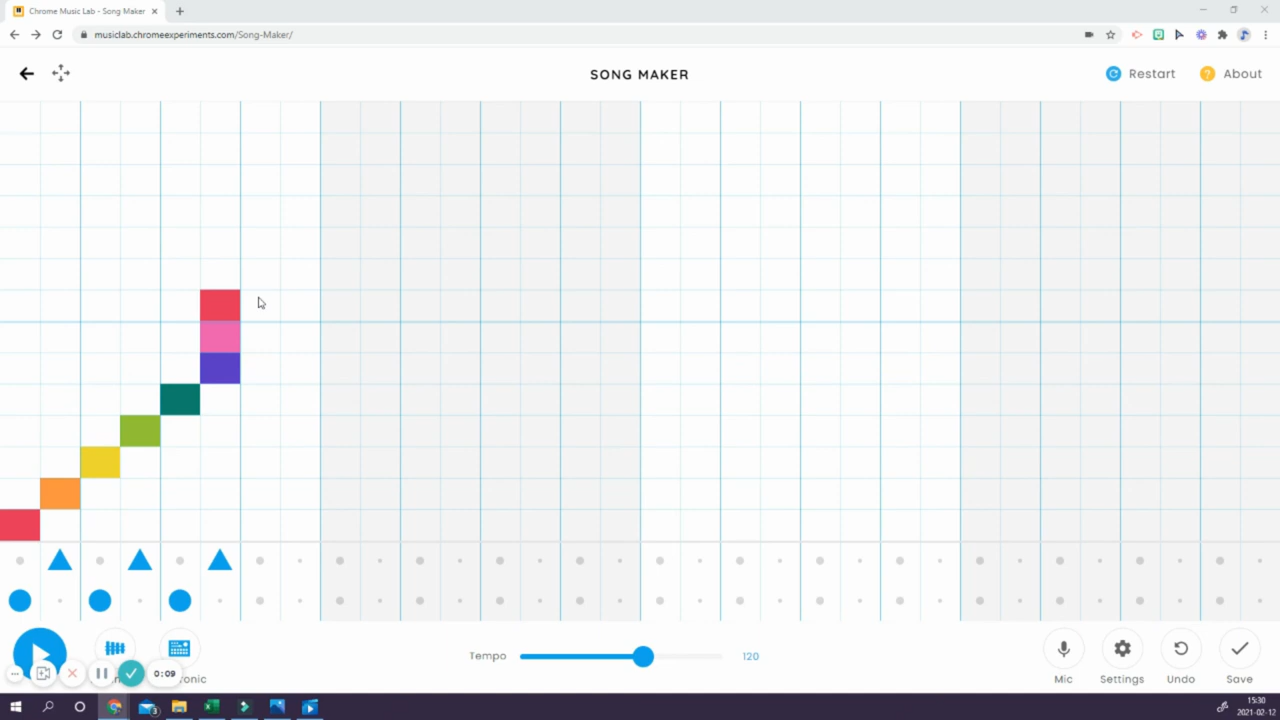 Chrome Music Lab - Song Maker
musiclab.chromeexperiments.com/Song-Maker/
SONG MAKER
Restart
? About
Tempo
120
0:09
Mic
Settings
Undo
Save
3
15:30
2021-02-12